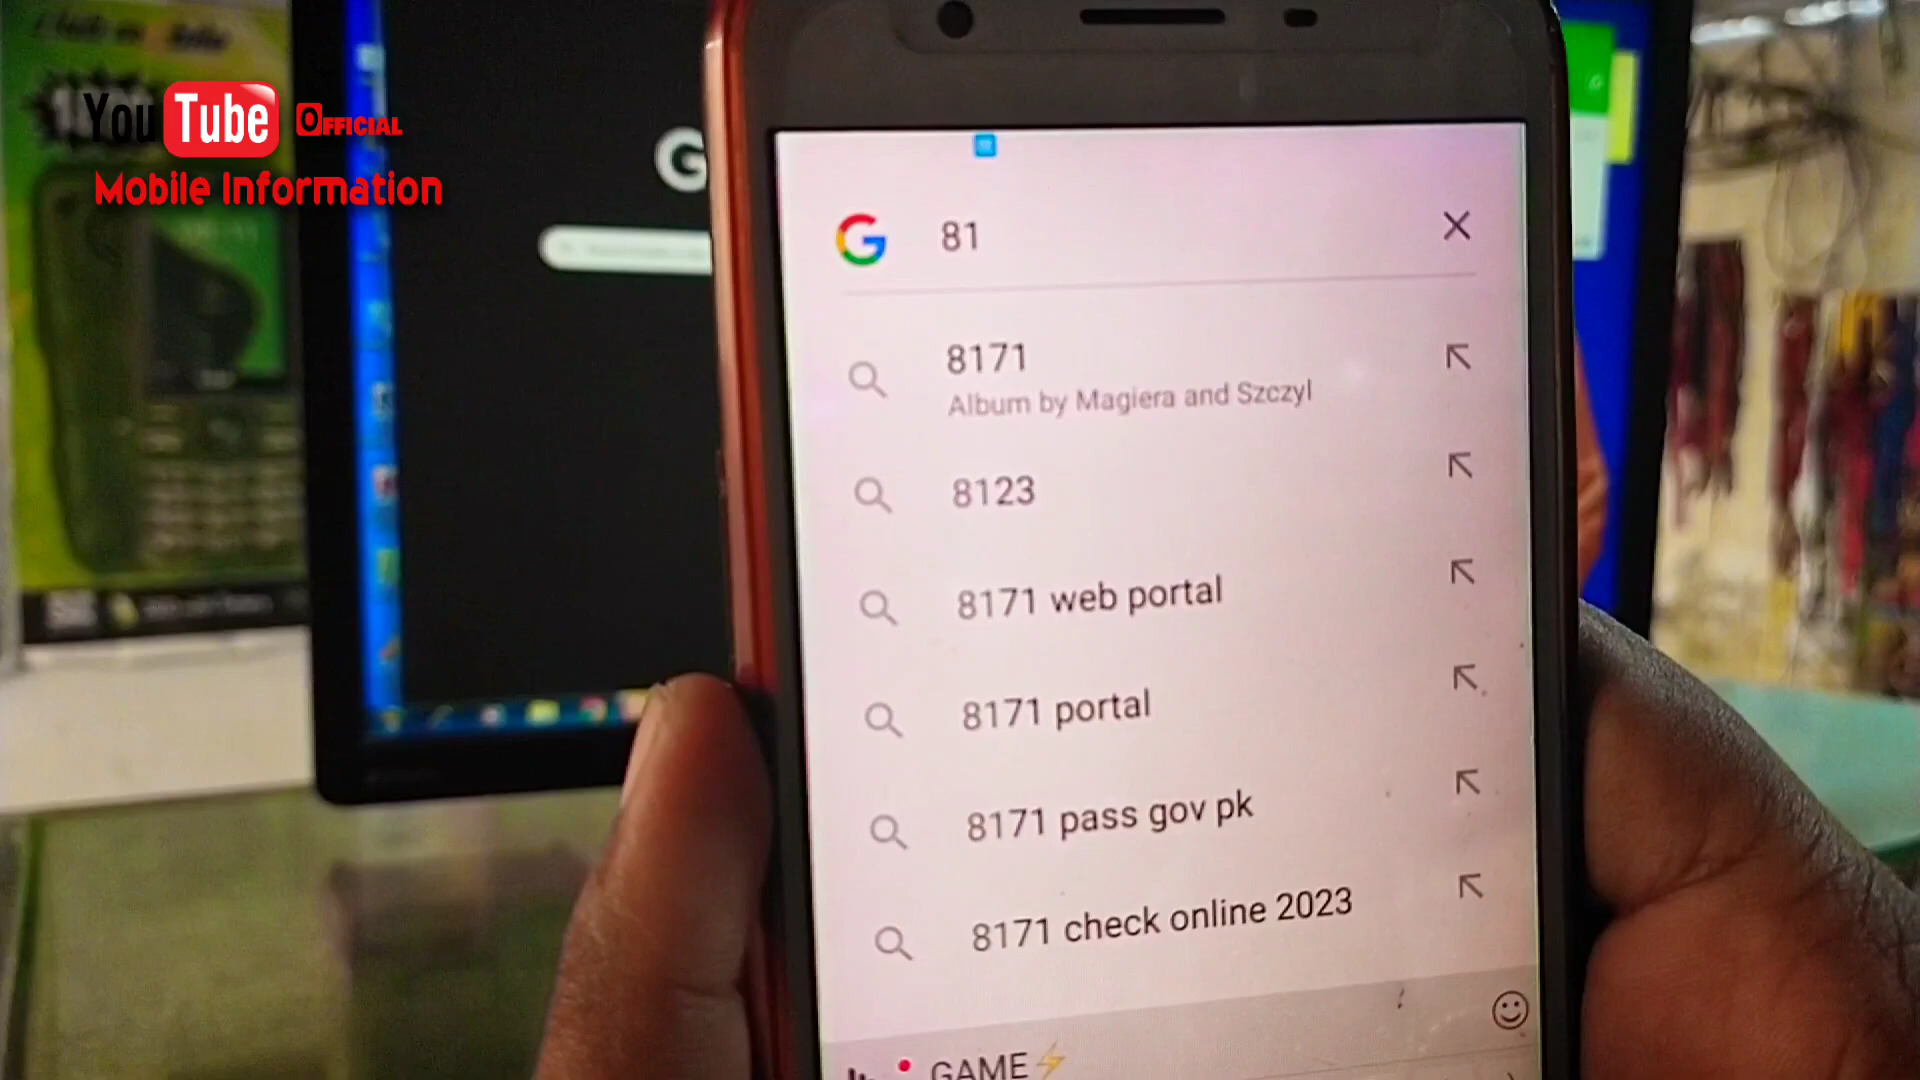 YouTube OFFICIAL
Mobile Information
G
81
8171
Album by Magiera and Szczyl
8123
8171 web portal
8171 portal
8171 pass gov pk
8171 check online 2023
GAME⚡